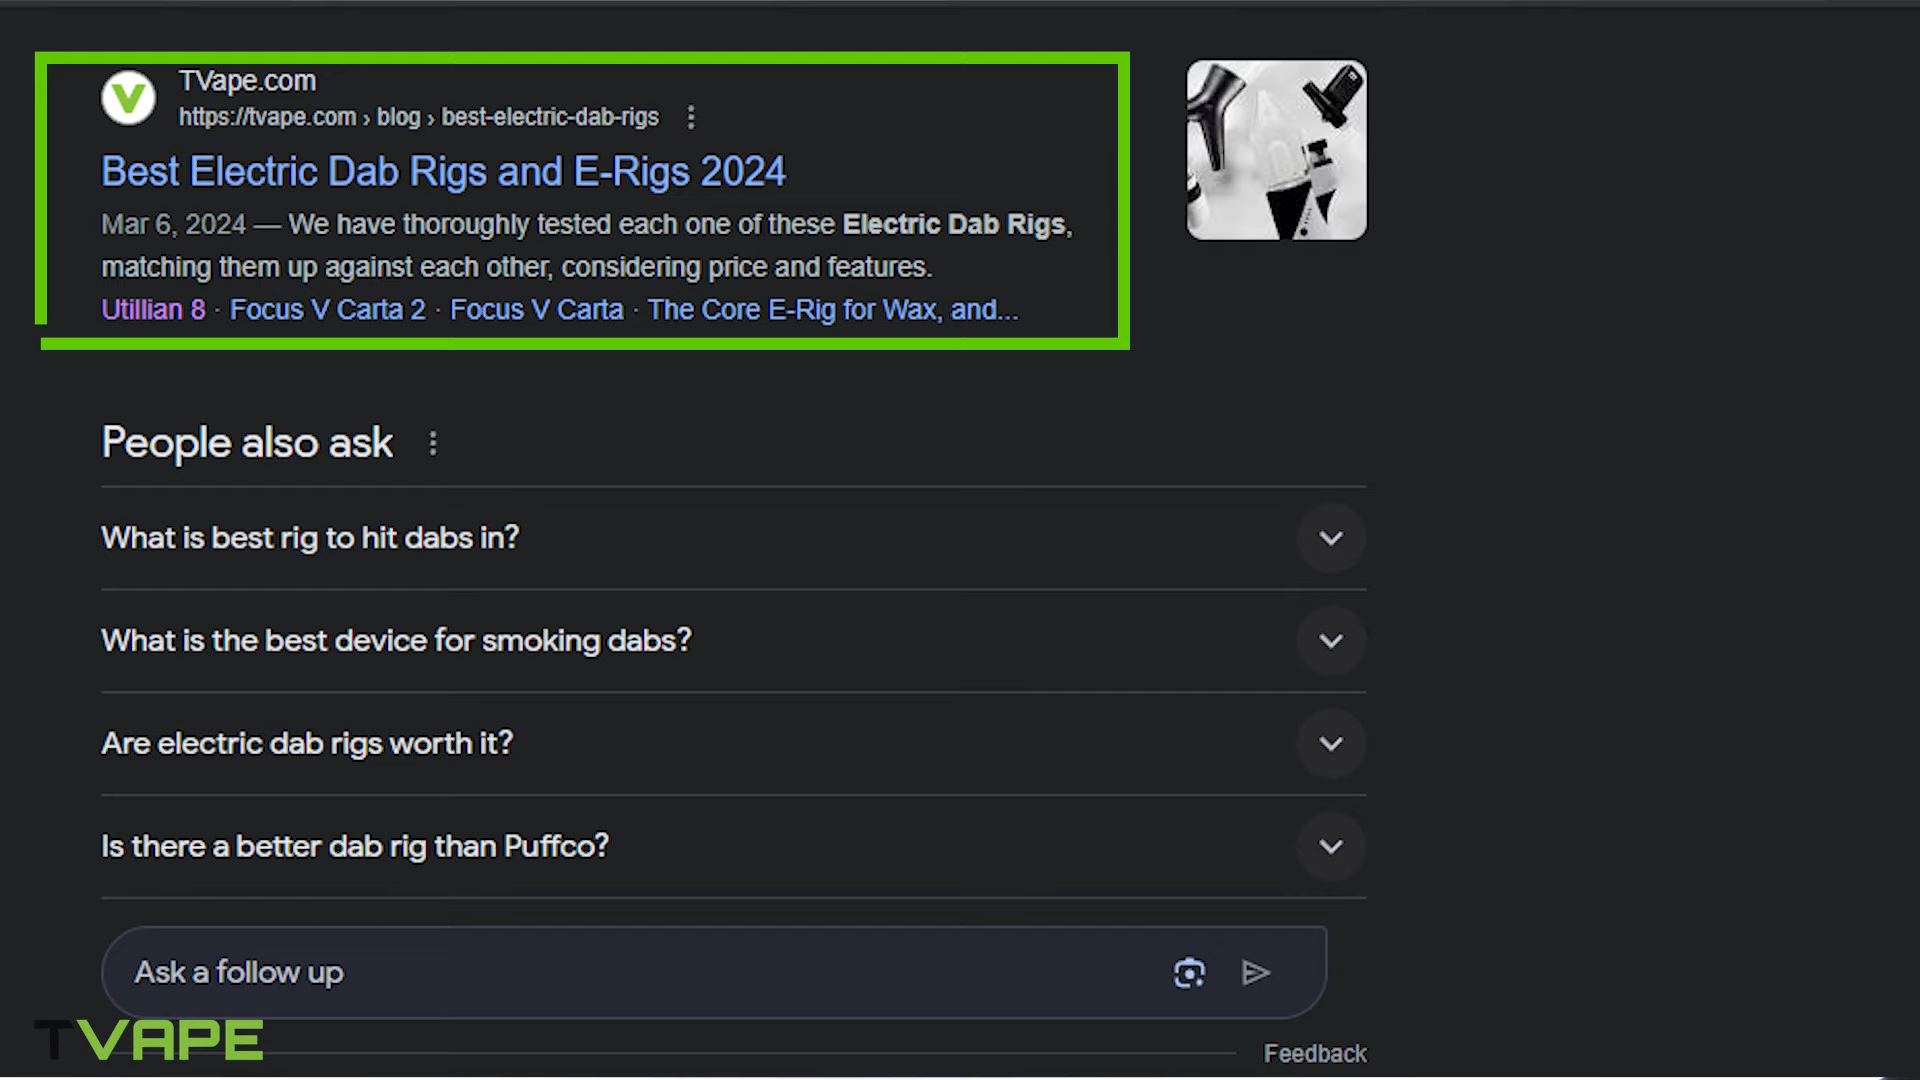 TVape.com
https://tvape.com › blog › best-electric-dab-rigs
Best Electric Dab Rigs and E-Rigs 2024
Mar 6, 2024 — We have thoroughly tested each one of these Electric Dab Rigs,
matching them up against each other, considering price and features.
Utillian 8 · Focus V Carta 2 · Focus V Carta · The Core E-Rig for Wax, and...
People also ask
What is best rig to hit dabs in?
What is the best device for smoking dabs?
Are electric dab rigs worth it?
Is there a better dab rig than Puffco?
Ask a follow up
TVAPE
Feedback